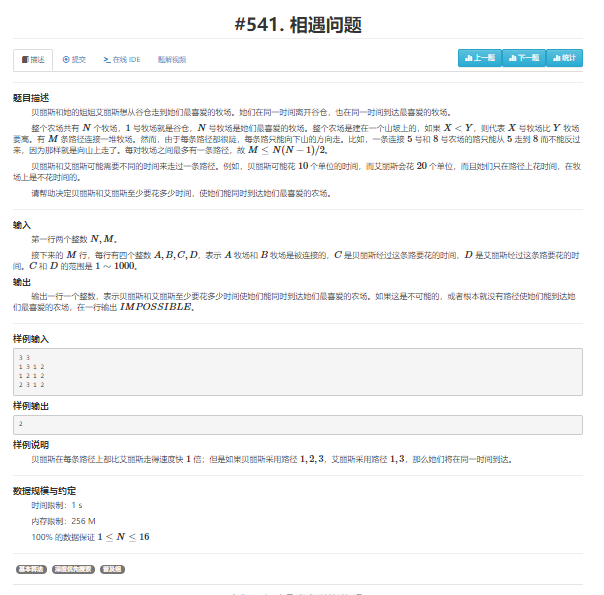 #541. 相遇问题
描述
提交
在线 IDE
题解视频
上一题
下一题
统计
题目描述
贝丽斯和她的姐姐艾丽斯想从谷仓走到她们最喜爱的牧场。她们在同一时间离开谷仓，也在同一时间到达最喜爱的牧场。
整个农场共有 N 个牧场，1 号牧场就是谷仓，N 号牧场是她们最喜爱的牧场。整个农场是建在一个山坡上的，如果 X < Y，则代表 X 号牧场比 Y 牧场
要高。有 M 条路径连接一堆牧场。然而，由于每条路径都很陡，每条路只能向下山的方向走。比如，一条连接 5 号和 8 号农场的路只能从 5 走到 8 而不能反过
来，因为那样就是向山上走了。每对牧场之间最多有一条路径，故 M ≤ N(N − 1)/2。
贝丽斯和艾丽斯可能需要不同的时间来走过一条路径。例如，贝丽斯可能花 10 个单位的时间，而艾丽斯会花 20 个单位，而且她们只在路径上花时间，在牧
场上是不花时间的。
请帮助决定贝丽斯和艾丽斯至少要花多少时间，使她们能同时到达她们最喜爱的农场。
输入
第一行两个整数 N, M。
接下来的 M 行，每行有四个整数 A, B, C, D，表示 A 牧场和 B 牧场是被连接的，C 是贝丽斯经过这条路要花的时间，D 是艾丽斯经过这条路要花的时
间。C 和 D 的范围是 1 ∼ 1000。
输出
输出一行一个整数，表示贝丽斯和艾丽斯至少要花多少时间使她们能同时到达她们最喜爱的农场。如果这是不可能的，或者根本就没有路径使她们能到达她
们最喜爱的农场，在一行输出 IMPOSSIBLE。
样例输入
3 3
1 3 1 2
1 2 1 2
2 3 1 2
样例输出
2
样例说明
贝丽斯在每条路径上都比艾丽斯走得速度快 1 倍；但是如果贝丽斯采用路径 1, 2, 3，艾丽斯采用路径 1, 3，那么她们将在同一时间到达。
数据规模与约定
时间限制：1 s
内存限制：256 M
100% 的数据保证 1 ≤ N ≤ 16
基本算法
深度优先搜索
普及组